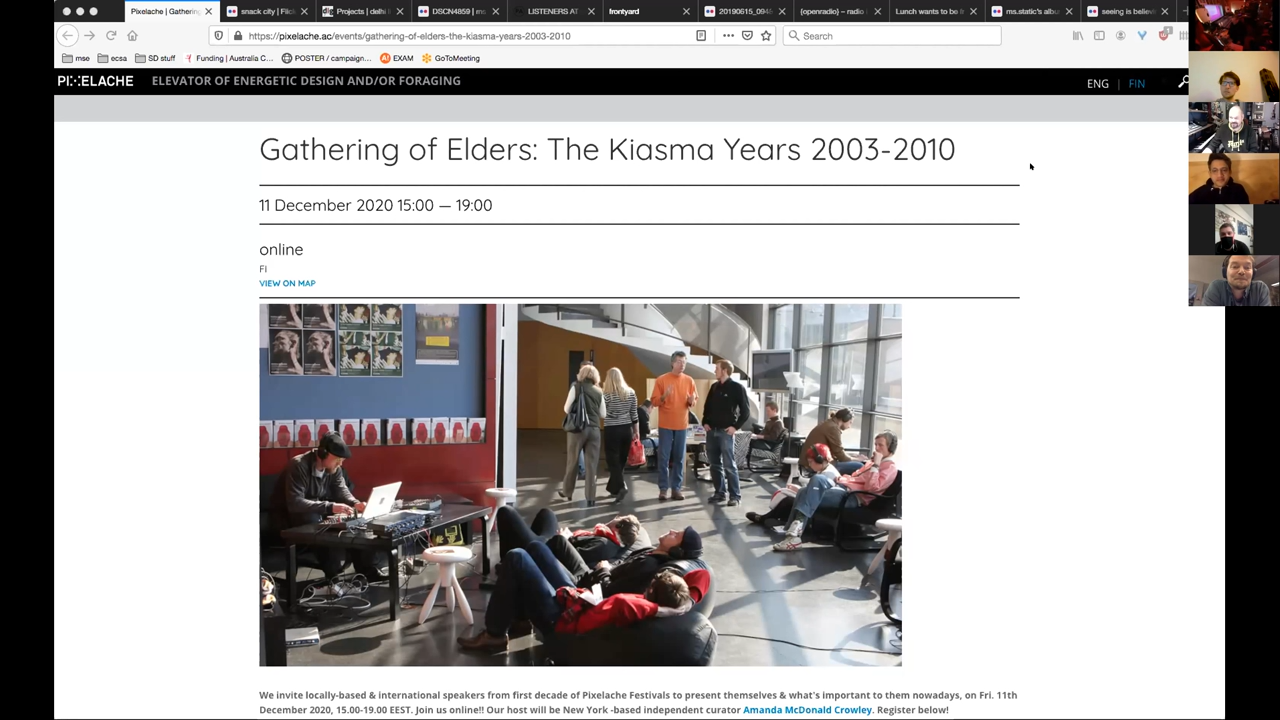 Pixelache | Gathering
snack city | Flick
Projects | delhi l
DSCN4859 | ms
LISTENERS AT
frontyard
20190615_094
{openradio} – radio
Lunch wants to be
ms.static's albu
seeing is believ
https://pixelache.ac/events/gathering-of-elders-the-kiasma-years-2003-2010
Search
mse
ecsa
SD stuff
Funding | Australia C...
POSTER / campaign...
EXAM
GoToMeeting
PIXELACHE
ELEVATOR OF ENERGETIC DESIGN AND/OR FORAGING
ENG | FIN
Gathering of Elders: The Kiasma Years 2003-2010
11 December 2020 15:00 — 19:00
online
FI
VIEW ON MAP
We invite locally-based & international speakers from first decade of Pixelache Festivals to present themselves & what's important to them nowadays, on Fri. 11th
December 2020, 15.00-19.00 EEST. Join us online!! Our host will be New York -based independent curator Amanda McDonald Crowley. Register below!